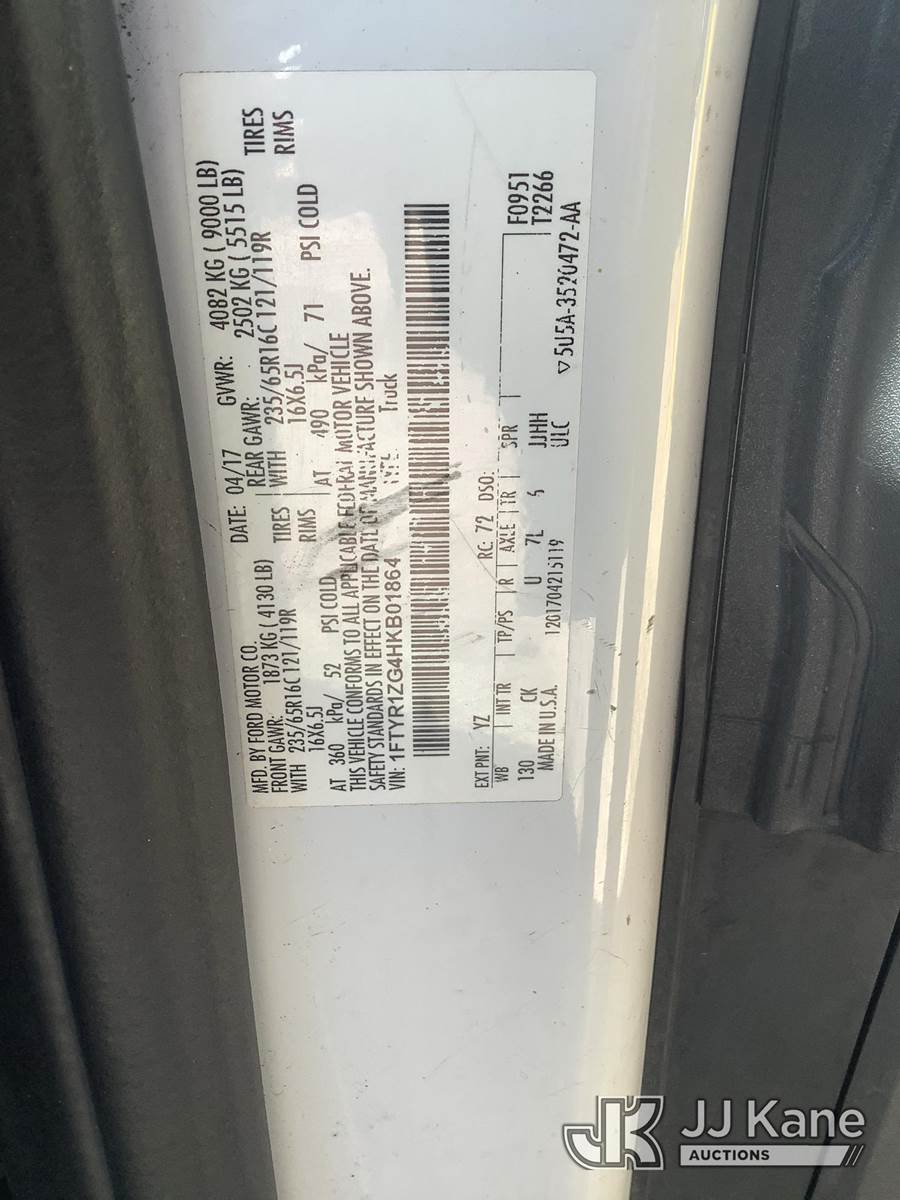 MFD. BY FORD MOTOR CO.
DATE: 04/17 GVWR: 4082 KG ( 9000 LB)
FRONT GAWR: 1873 KG ( 4130 LB) REAR GAWR: 2502 KG ( 5515 LB)
WITH 235/65R16C 121/119R TIRES WITH 235/65R16C 121/119R TIRES
16X6.5J RIMS 16X6.5J RIMS
AT 360 kPa/ 52 PSI COLD AT 490 kPa/ 71 PSI COLD
THIS VEHICLE CONFORMS TO ALL APPLICABLE FEDERAL MOTOR VEHICLE
SAFETY STANDARDS IN EFFECT ON THE DATE OF MANUFACTURE SHOWN ABOVE.
VIN: 1FTYR1ZG4HKB01864 Truck
EXT PNT: YZ RC: 72 DSO:
WB INT TR TP/PS R AXLE TR SPR F0951
130 CK U 7L JJHH T2266
MADE IN U.S.A. 1201704215119 ULC
▽5U5A-3520472-AA
JK JJ Kane
AUCTIONS